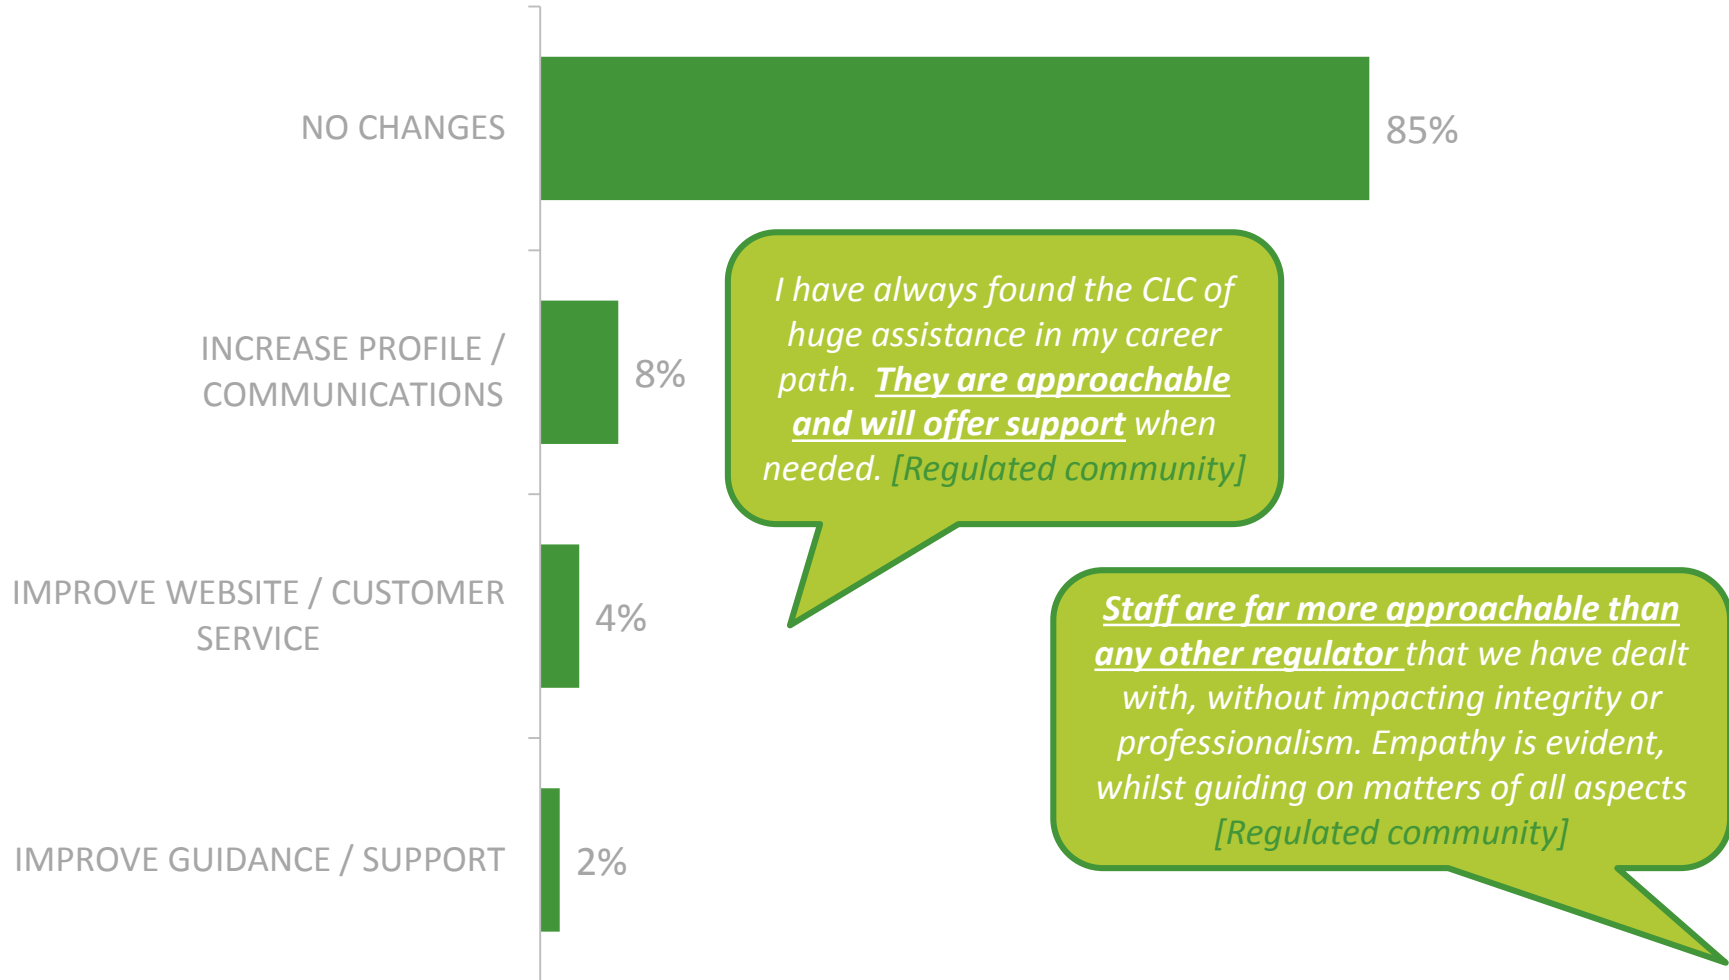 NO CHANGES
85%
INCREASE PROFILE /
COMMUNICATIONS
8%
I have always found the CLC of
huge assistance in my career
path. They are approachable
and will offer support when
needed. [Regulated community]
IMPROVE WEBSITE / CUSTOMER
SERVICE
4%
Staff are far more approachable than
any other regulator that we have dealt
with, without impacting integrity or
professionalism. Empathy is evident,
whilst guiding on matters of all aspects
[Regulated community]
IMPROVE GUIDANCE / SUPPORT
2%